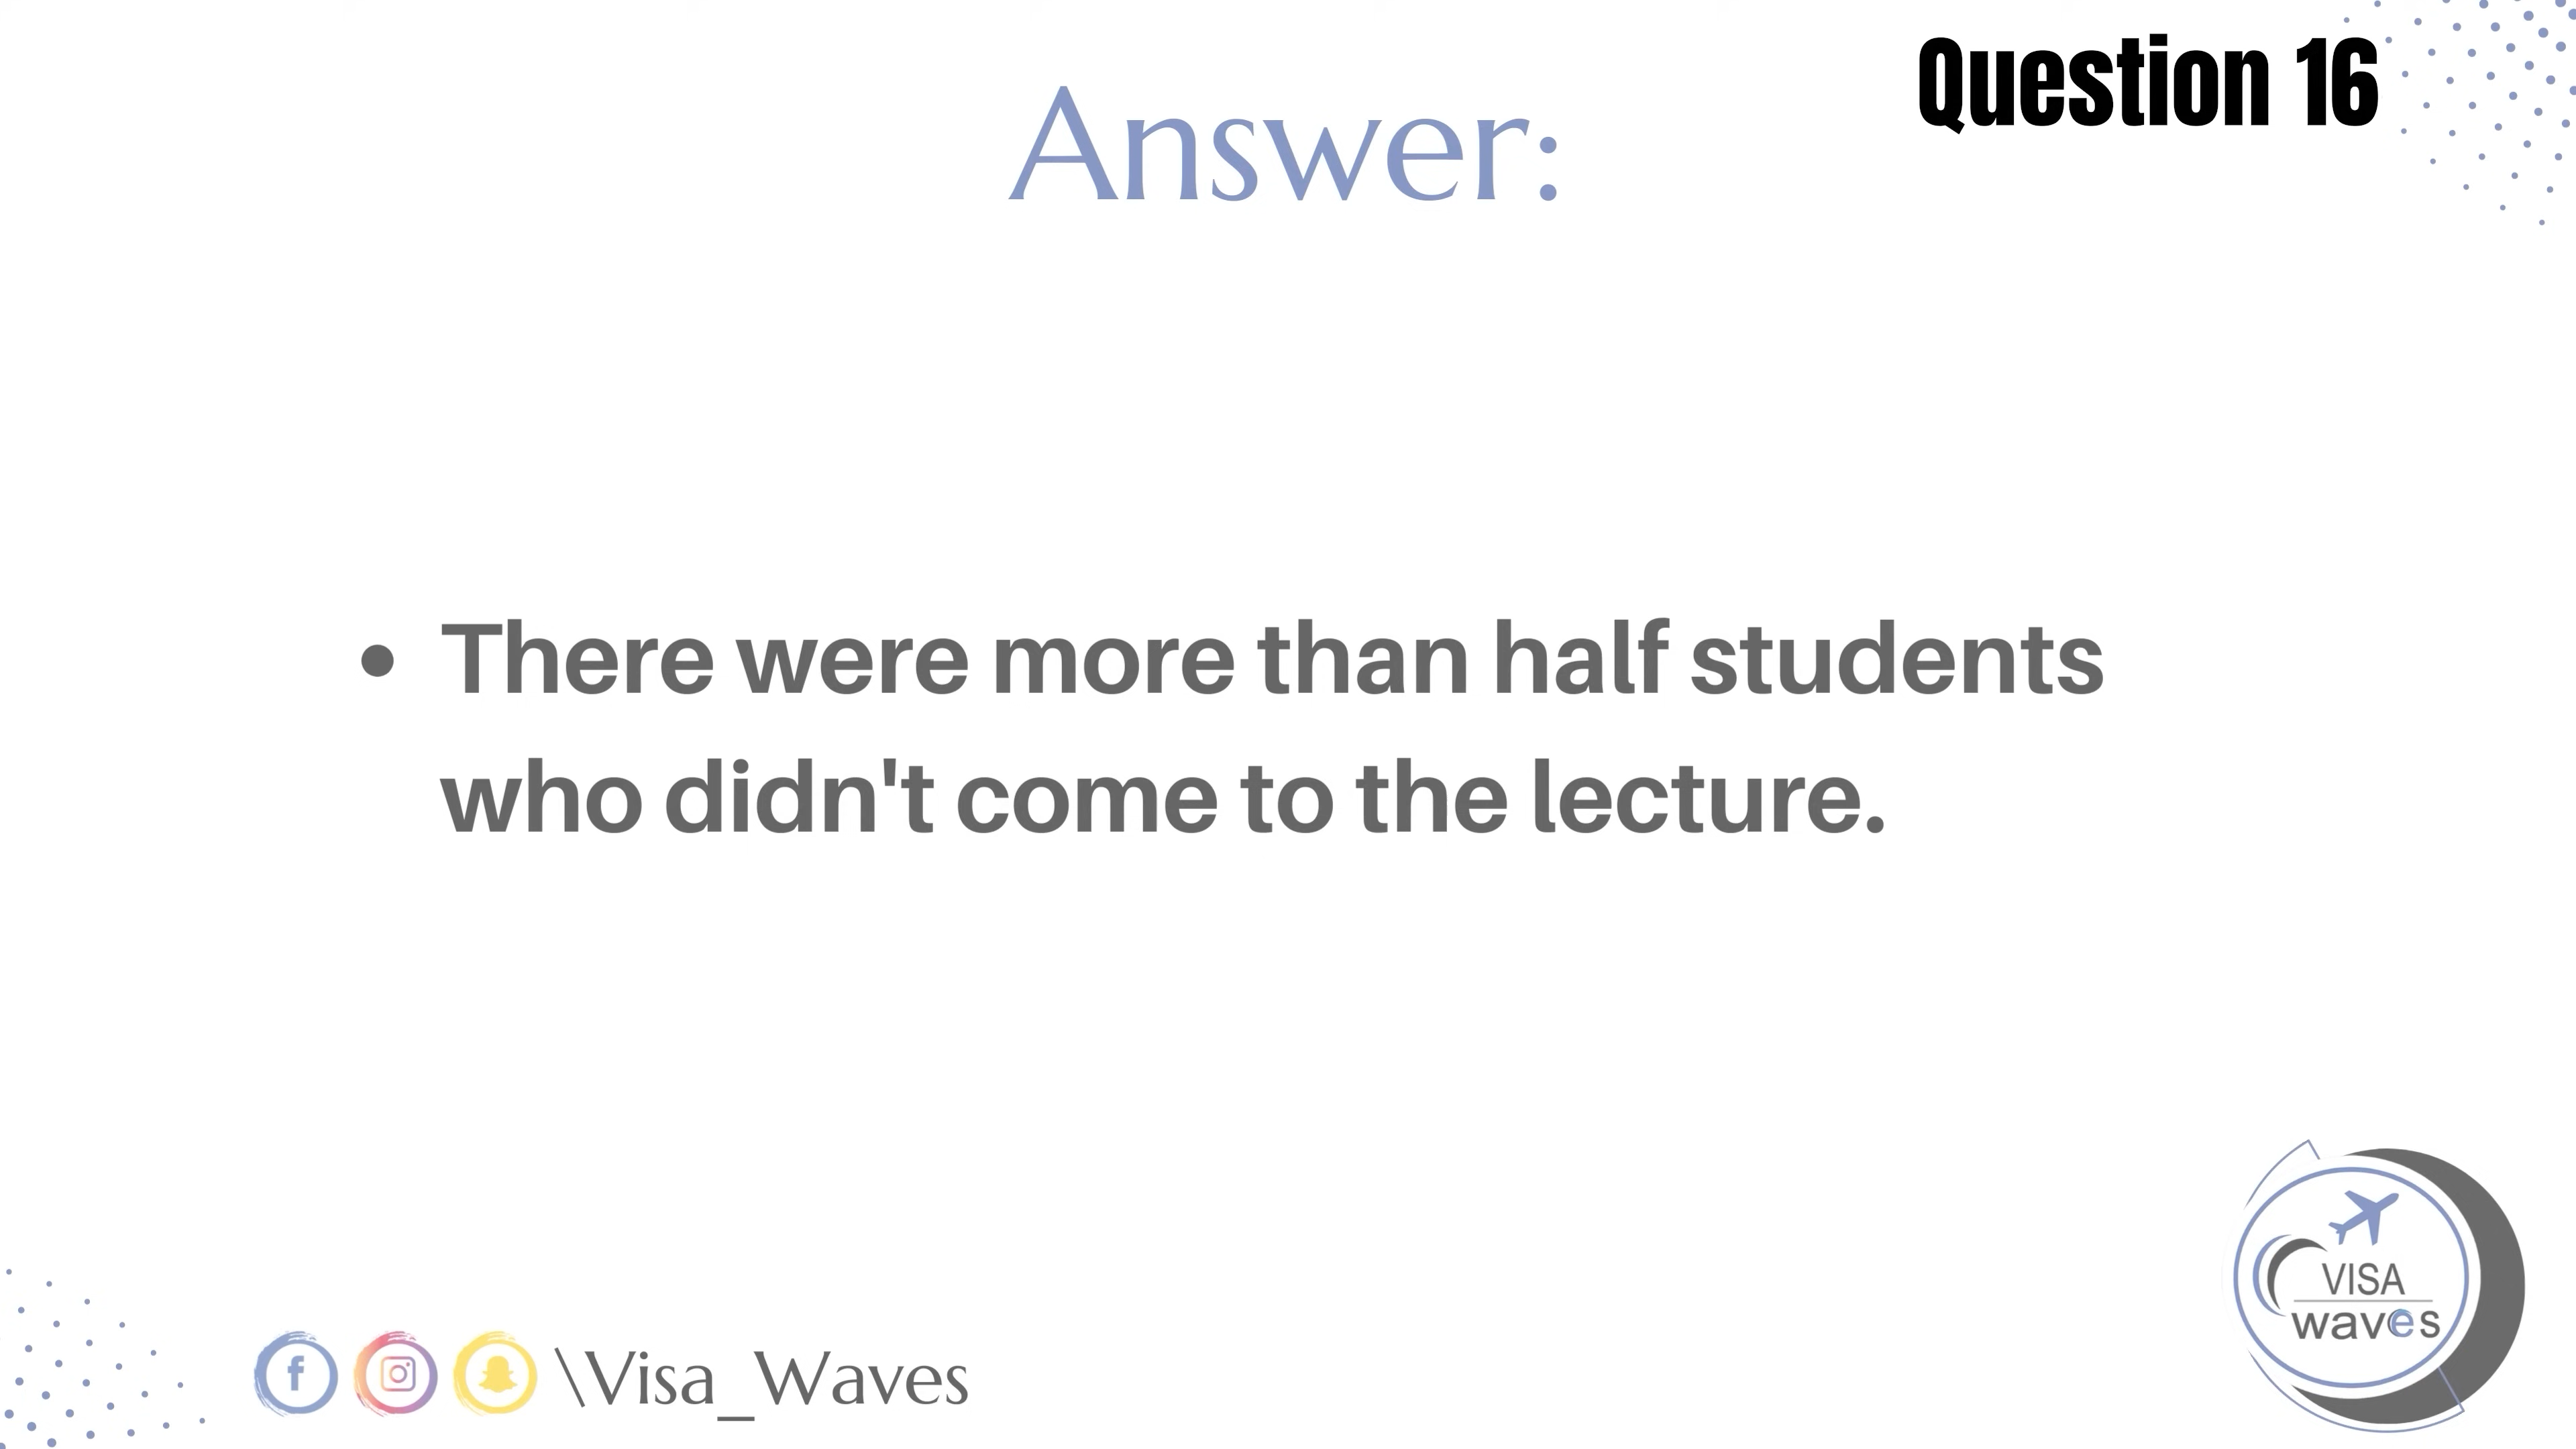 Question 16
Answer:
• There were more than half students
who didn't come to the lecture.
VISA
waves
\Visa_Waves